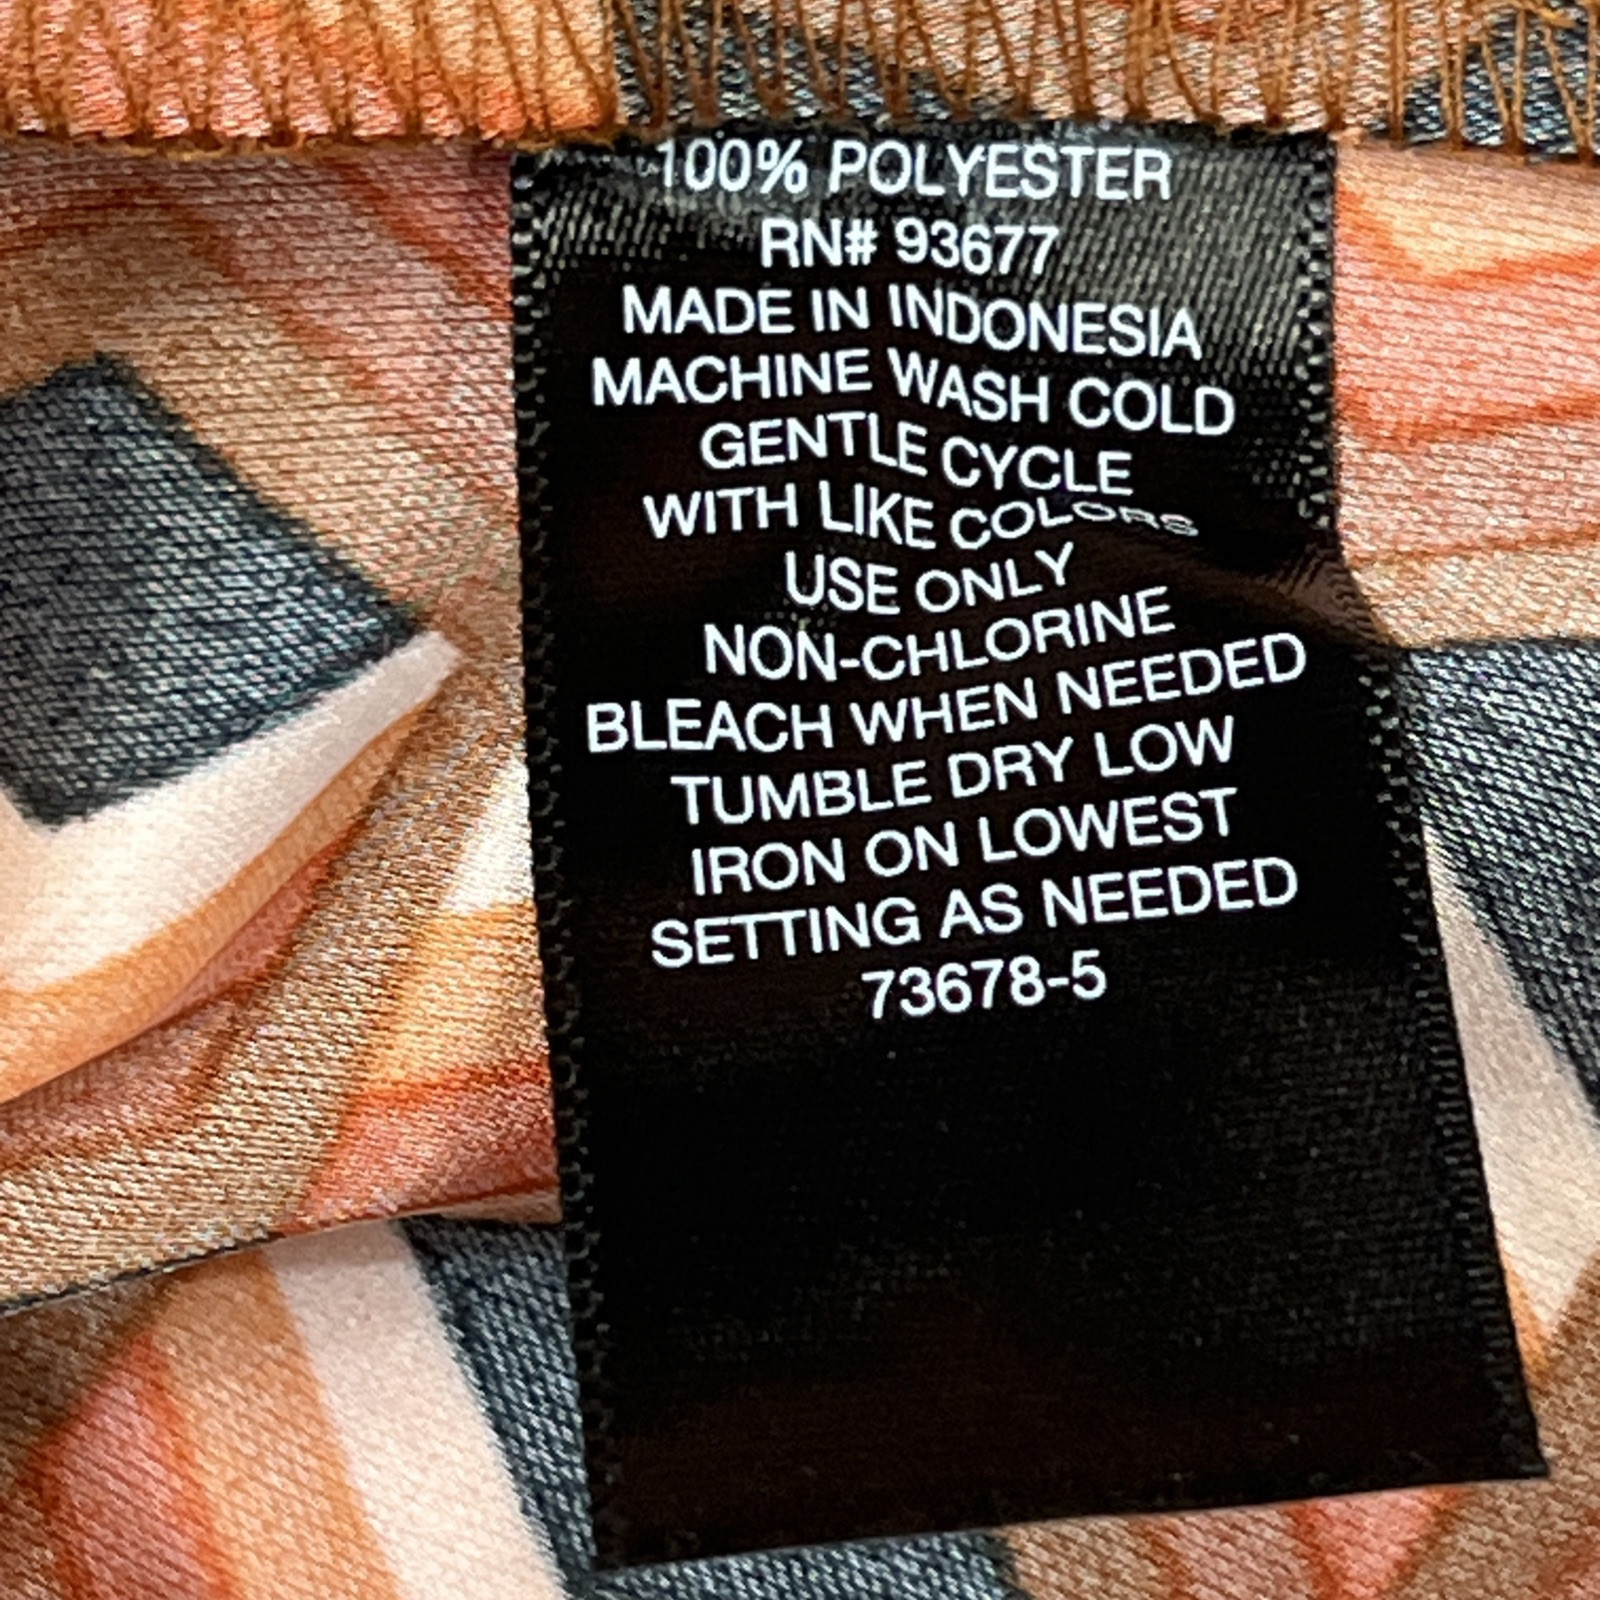 100% POLYESTER
RN# 93677
MADE IN INDONESIA
MACHINE WASH COLD
GENTLE CYCLE
WITH LIKE COLORS
USE ONLY
NON-CHLORINE
BLEACH WHEN NEEDED
TUMBLE DRY LOW
IRON ON LOWEST
SETTING AS NEEDED
73678-5